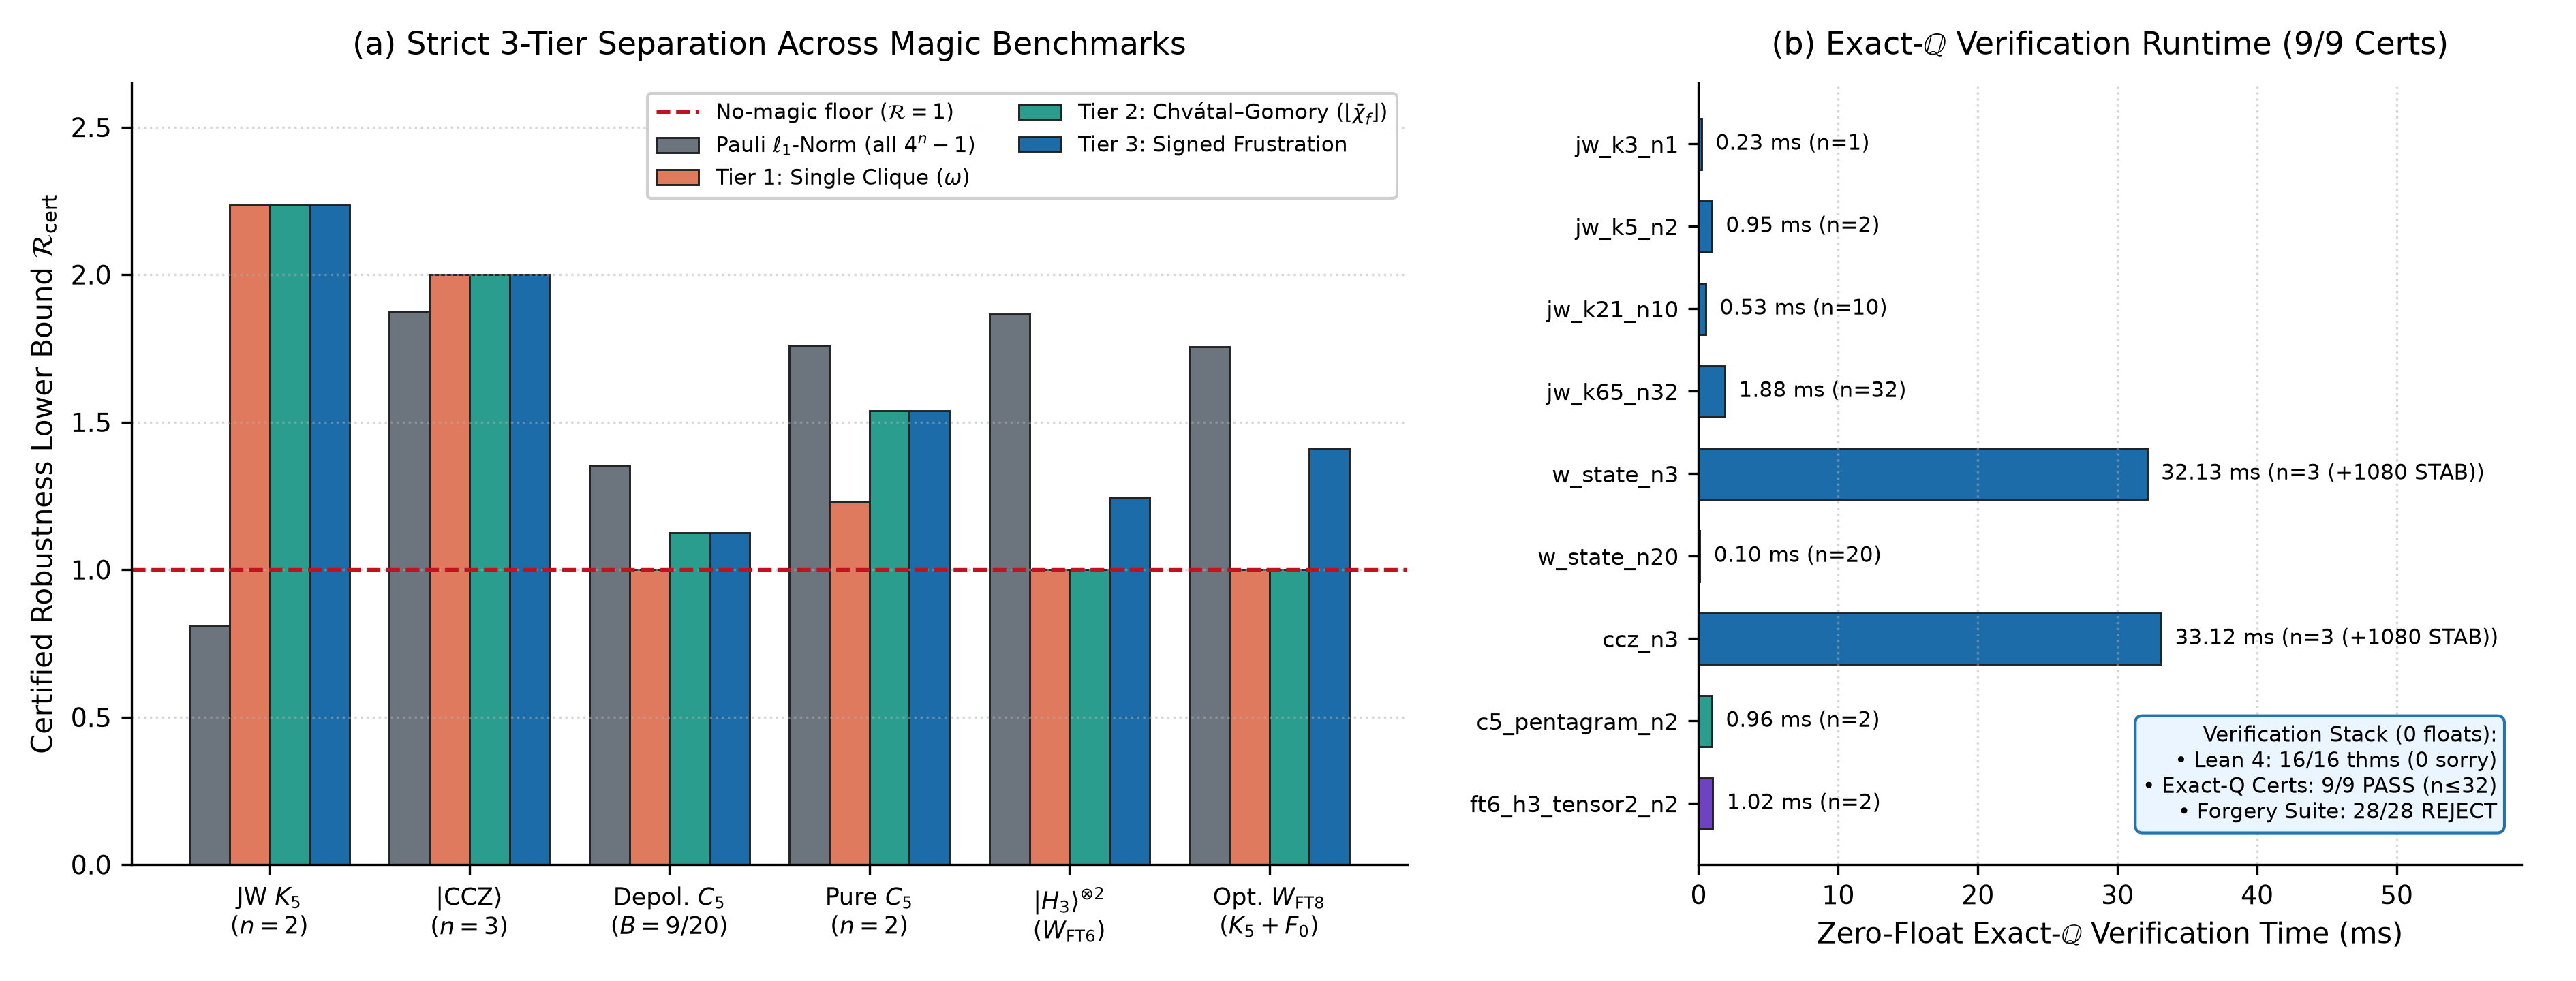 (a) Strict 3-Tier Separation Across Magic Benchmarks
Certified Robustness Lower Bound ℛcert
2.5
2.0
1.5
1.0
0.5
0.0
No-magic floor (ℛ = 1)
Pauli ℓ₁-Norm (all 4ⁿ − 1)
Tier 1: Single Clique (ω)
Tier 2: Chvátal–Gomory (⌊χ̄_f⌋)
Tier 3: Signed Frustration
JW K₅
(n = 2)
|CCZ⟩
(n = 3)
Depol. C₅
(B = 9/20)
Pure C₅
(n = 2)
|H₃⟩⊗2
(W_FT6)
Opt. W_FT8
(K₅ + F₀)
(b) Exact-ℚ Verification Runtime (9/9 Certs)
jw_k3_n1
0.23 ms (n=1)
jw_k5_n2
0.95 ms (n=2)
jw_k21_n10
0.53 ms (n=10)
jw_k65_n32
1.88 ms (n=32)
w_state_n3
32.13 ms (n=3 (+1080 STAB))
w_state_n20
0.10 ms (n=20)
ccz_n3
33.12 ms (n=3 (+1080 STAB))
c5_pentagram_n2
0.96 ms (n=2)
ft6_h3_tensor2_n2
1.02 ms (n=2)
Verification Stack (0 floats):
• Lean 4: 16/16 thms (0 sorry)
• Exact-Q Certs: 9/9 PASS (n≤32)
• Forgery Suite: 28/28 REJECT
0 10 20 30 40 50
Zero-Float Exact-ℚ Verification Time (ms)